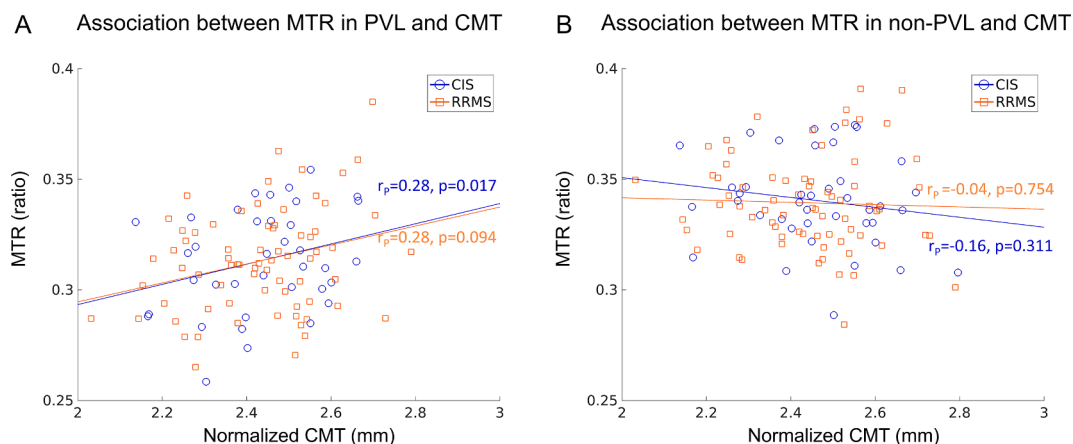 A Association between MTR in PVL and CMT
0.4
0.35
0.3
0.25
MTR (ratio)
CIS
RRMS
rP=0.28, p=0.017
rP=0.28, p=0.094
2
2.2
2.4
2.6
2.8
3
Normalized CMT (mm)
B Association between MTR in non-PVL and CMT
0.4
0.35
0.3
0.25
MTR (ratio)
CIS
RRMS
rP=-0.04, p=0.754
rP=-0.16, p=0.311
2
2.2
2.4
2.6
2.8
3
Normalized CMT (mm)